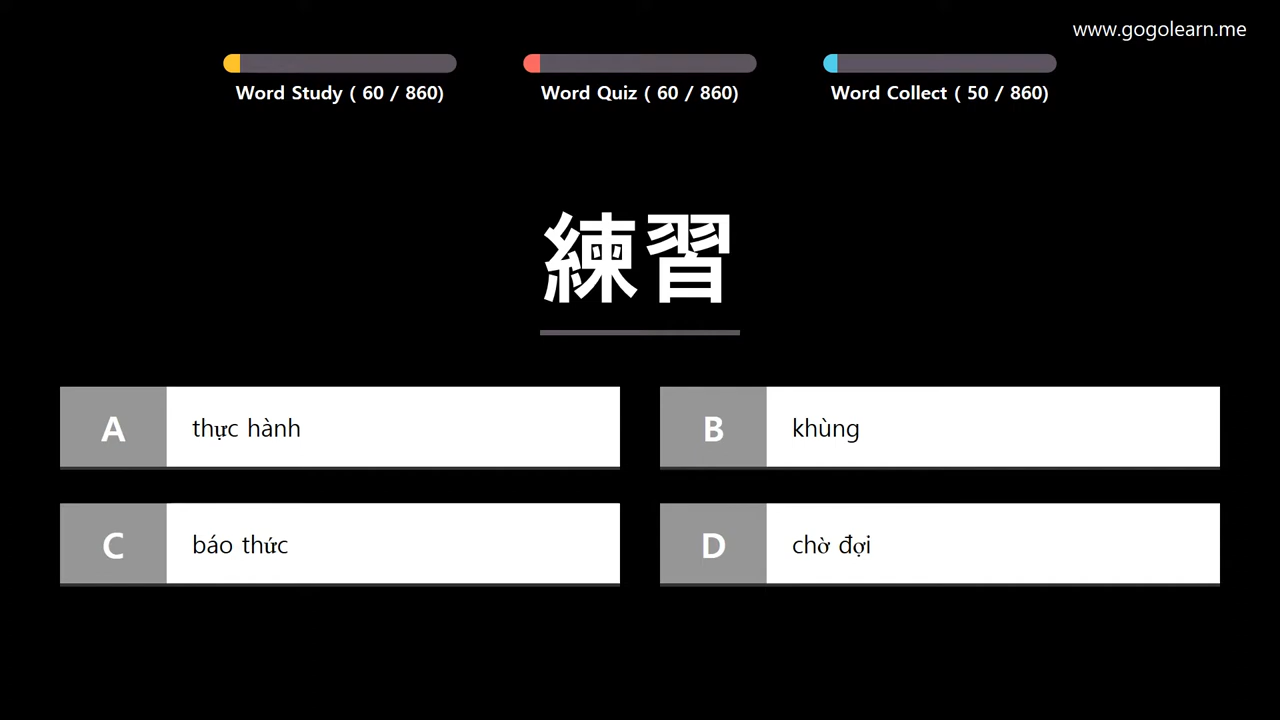 www.gogolearn.me
Word Study ( 60 / 860)
Word Quiz ( 60 / 860)
Word Collect ( 50 / 860)
練習
A thực hành
B khùng
C báo thức
D chờ đợi